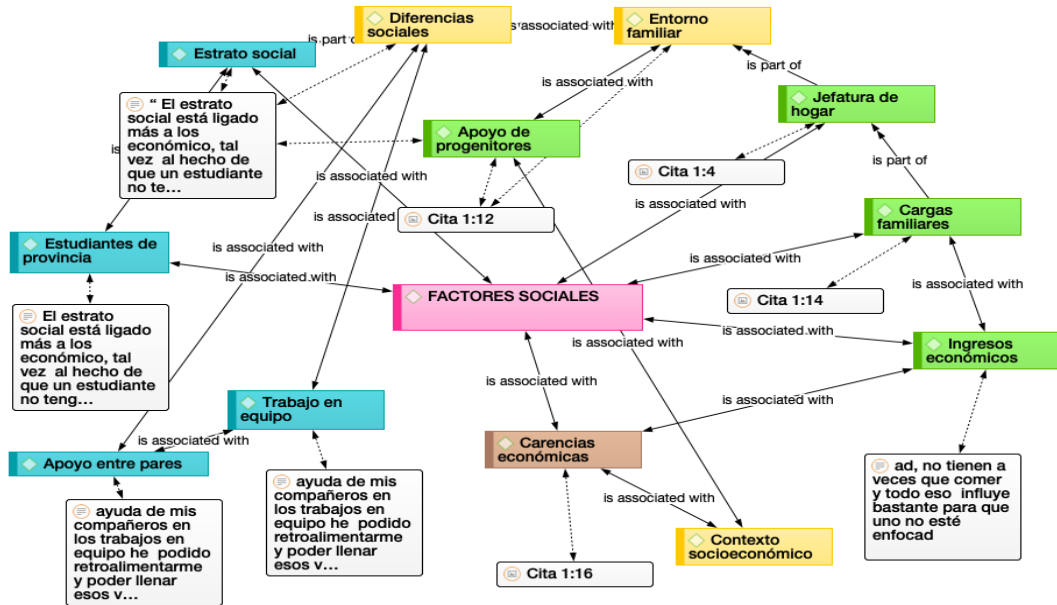 Diferencias
sociales
is associated with
Entorno
familiar
is part of
Estrato social
is part of
is associated with
Jefatura de
hogar
“ El estrato
social está ligado
más a los
económico, tal
vez al hecho de
que un estudiante
no te…
is
Apoyo de
progenitores
is part of
is associated with
Cita 1:4
Cargas
familiares
is associated
Cita 1:12
Estudiantes de
provincia
is associated with
is associated with
is associated with
FACTORES SOCIALES
Cita 1:14
El estrato
social está ligado
más a los
económico, tal
vez al hecho de
que un estudiante
no teng…
is associated with
is associated with
is associated with
Ingresos
económicos
is associated with
Trabajo en
equipo
is associated with
is associated with
Carencias
económicas
Apoyo entre pares
ayuda de mis
compañeros en
los trabajos en
equipo he podido
retroalimentarme
y poder llenar
esos v…
ayuda de mis
compañeros en
los trabajos en
equipo he podido
retroalimentarme
y poder llenar
esos v…
is associated with
ad, no tienen a
veces que comer
y todo eso influye
bastante para que
uno no esté
enfocad
Contexto
socioeconómico
Cita 1:16